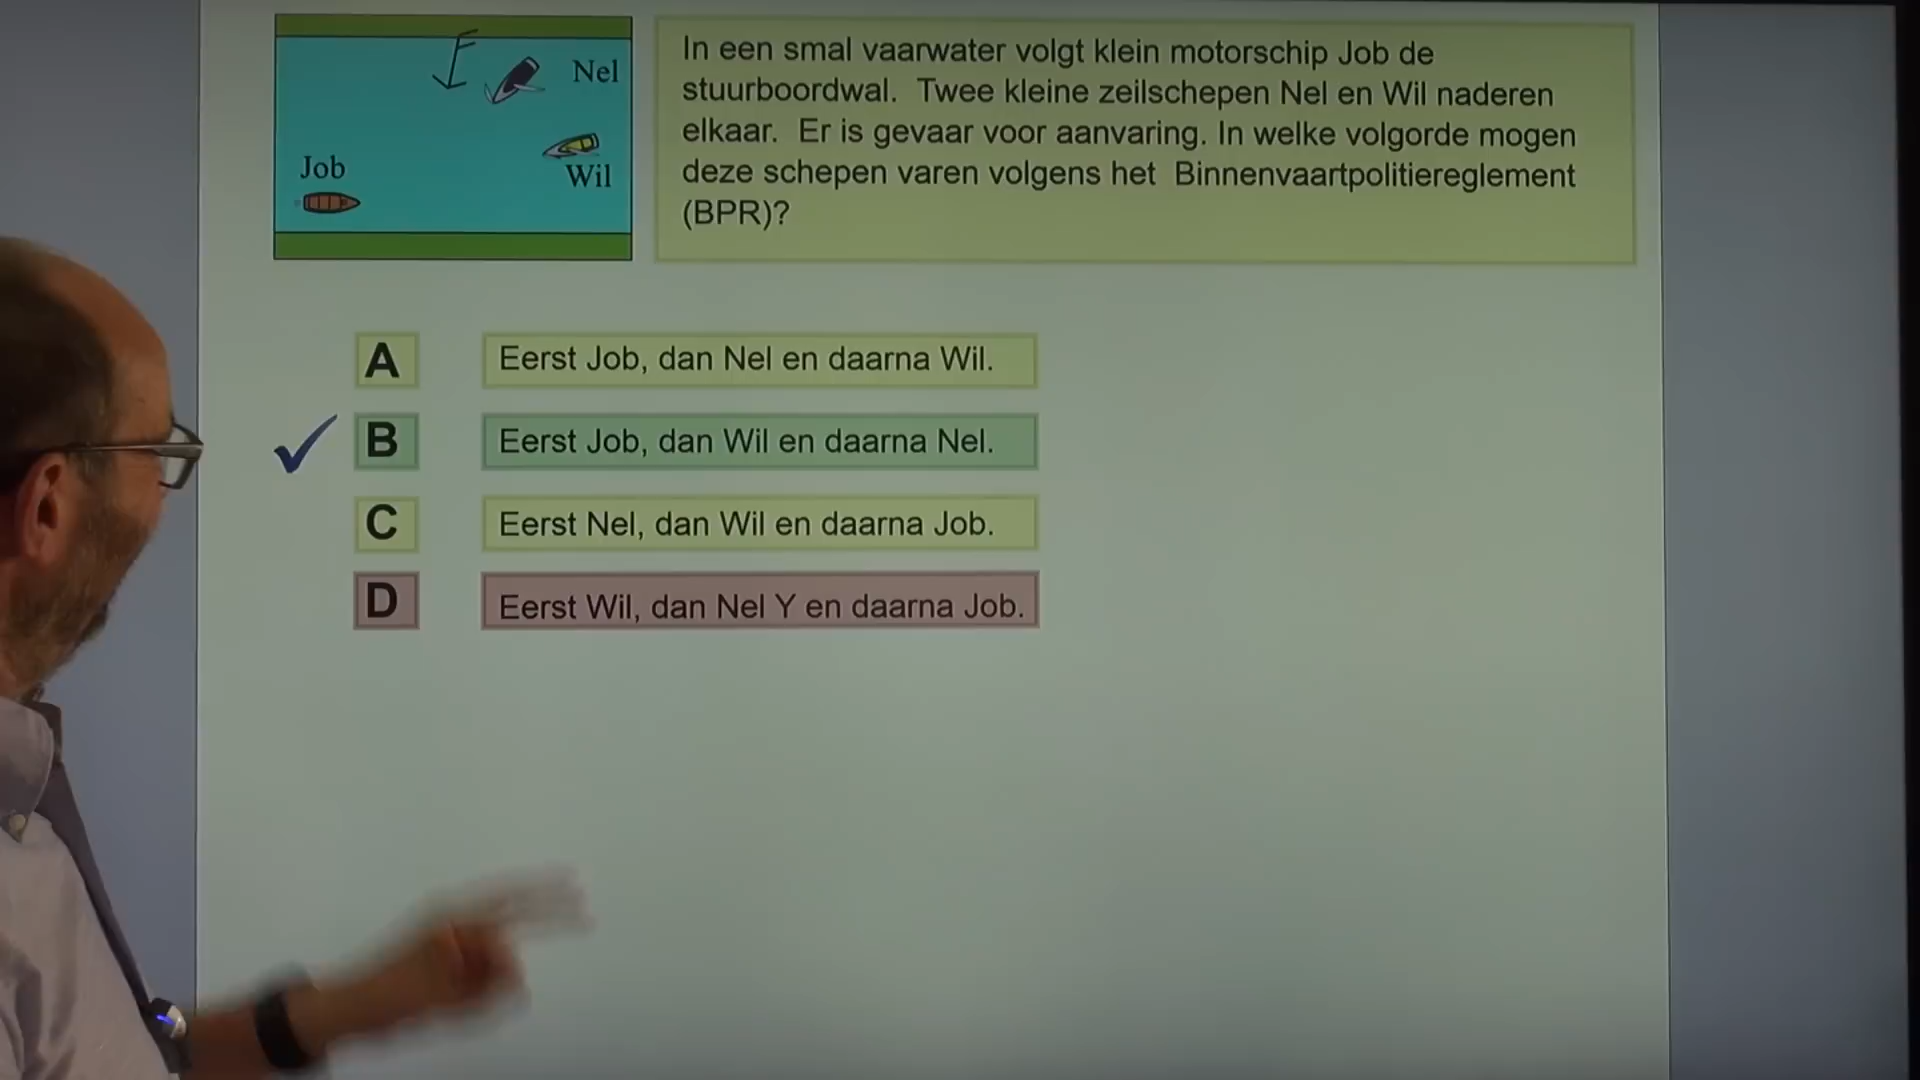 Nel
Job
Wil
In een smal vaarwater volgt klein motorschip Job de
stuurboordwal. Twee kleine zeilschepen Nel en Wil naderen
elkaar. Er is gevaar voor aanvaring. In welke volgorde mogen
deze schepen varen volgens het Binnenvaartpolitiereglement
(BPR)?
A Eerst Job, dan Nel en daarna Wil.
B Eerst Job, dan Wil en daarna Nel.
C Eerst Nel, dan Wil en daarna Job.
D Eerst Wil, dan Nel Y en daarna Job.